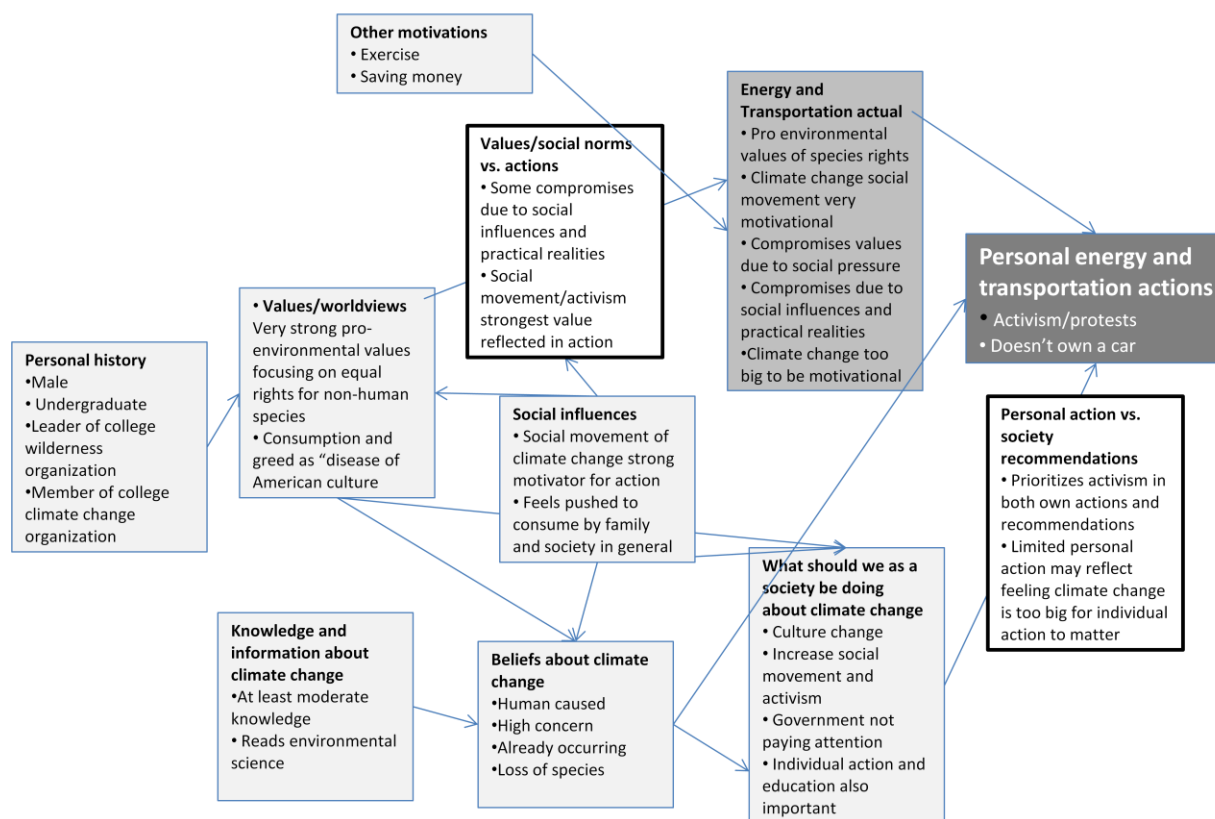 Other motivations
• Exercise
• Saving money
Energy and
Transportation actual
• Pro environmental
values of species rights
• Climate change social
movement very
motivational
• Compromises values
due to social pressure
• Compromises due to
social influences and
practical realities
•Climate change too
big to be motivational
Values/social norms
vs. actions
• Some compromises
due to social
influences and
practical realities
• Social
movement/activism
strongest value
reflected in action
Personal energy and
transportation actions
• Activism/protests
• Doesn't own a car
• Values/worldviews
Very strong pro-
environmental values
focusing on equal
rights for non-human
species
• Consumption and
greed as “disease of
American culture
Personal history
•Male
• Undergraduate
•Leader of college
wilderness
organization
•Member of college
climate change
organization
Social influences
• Social movement of
climate change strong
motivator for action
• Feels pushed to
consume by family
and society in general
Personal action vs.
society
recommendations
• Prioritizes activism in
both own actions and
recommendations
• Limited personal
action may reflect
feeling climate change
is too big for individual
action to matter
What should we as a
society be doing
about climate change
• Culture change
• Increase social
movement and
activism
• Government not
paying attention
• Individual action and
education also
important
Knowledge and
information about
climate change
•At least moderate
knowledge
• Reads environmental
science
Beliefs about climate
change
•Human caused
•High concern
•Already occurring
•Loss of species